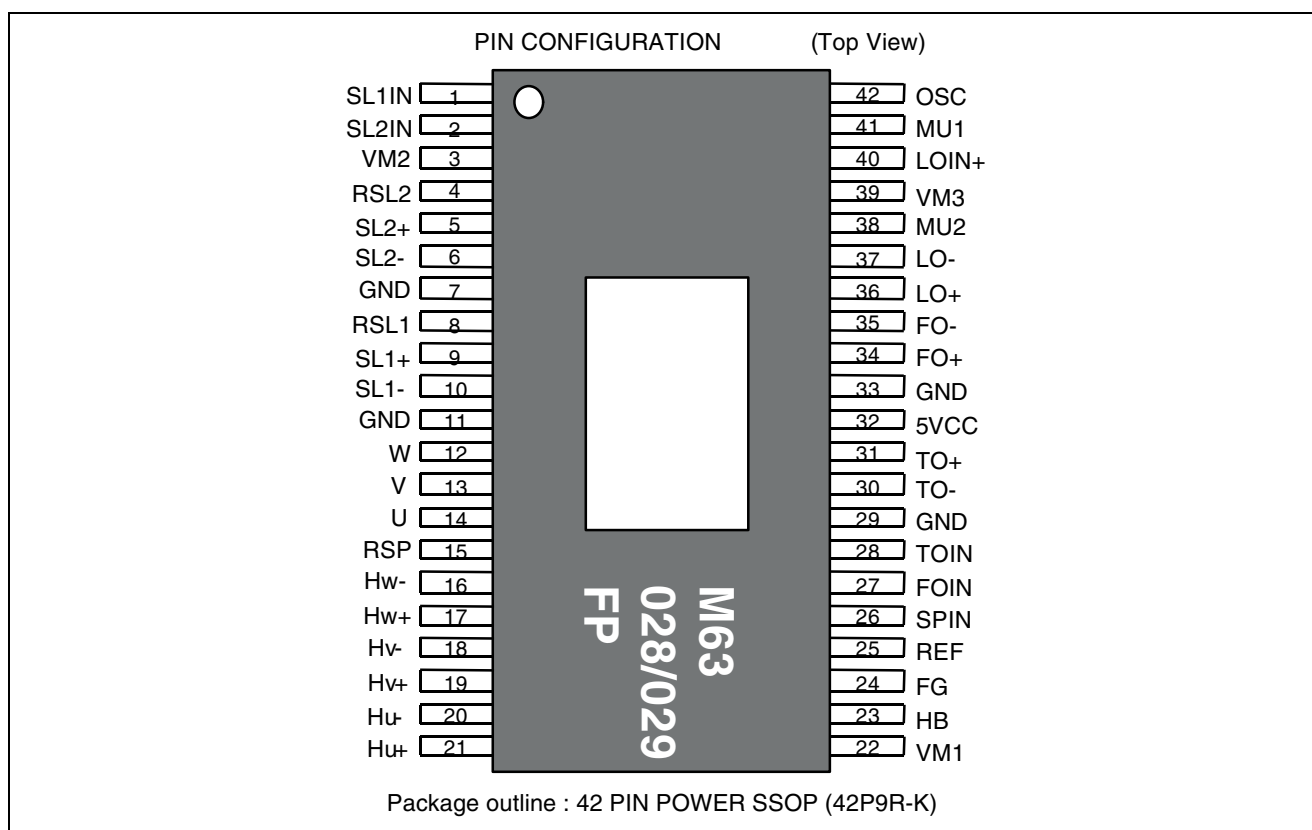 PIN CONFIGURATION (Top View)
SL1IN 1 42 OSC
SL2IN 2 41 MU1
VM2 3 40 LOIN+
RSL2 4 39 VM3
SL2+ 5 38 MU2
SL2- 6 37 LO-
GND 7 36 LO+
RSL1 8 35 FO-
SL1+ 9 34 FO+
SL1- 10 33 GND
GND 11 32 5VCC
W 12 31 TO+
V 13 30 TO-
U 14 29 GND
RSP 15 28 TOIN
Hw- 16 27 FOIN
Hw+ 17 26 SPIN
Hv- 18 25 REF
Hv+ 19 24 FG
Hu- 20 23 HB
Hu+ 21 22 VM1
M63
028/029
FP
Package outline : 42 PIN POWER SSOP (42P9R-K)